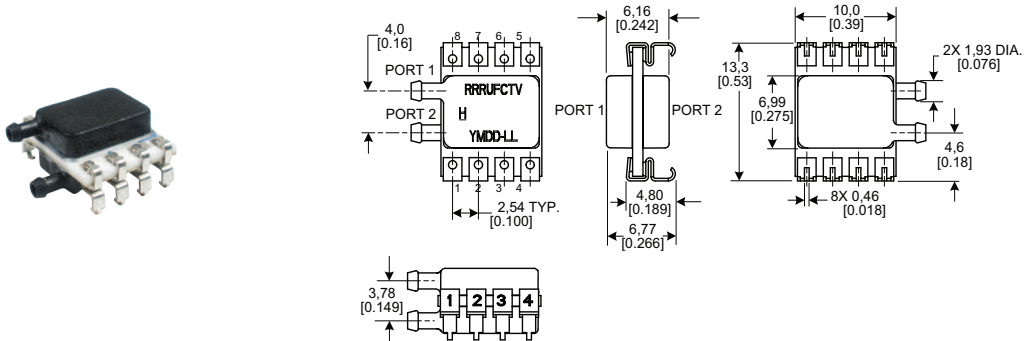 4,0
[0.16]
8 7 6 5
PORT 1
PORT 2
RRRUFCTV
H
YMDD-LL
1 2 3 4
2,54 TYP.
[0.100]
6,16
[0.242]
PORT 1
PORT 2
4,80
[0.189]
6,77
[0.266]
10,0
[0.39]
13,3
[0.53]
6,99
[0.275]
2X 1,93 DIA.
[0.076]
4,6
[0.18]
8X 0,46
[0.018]
3,78
[0.149]
1 2 3 4